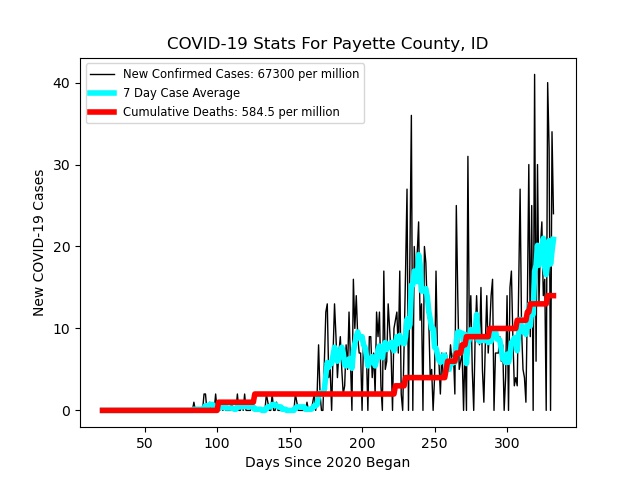 COVID-19 Stats For Payette County, ID
New Confirmed Cases: 67300 per million
7 Day Case Average
Cumulative Deaths: 584.5 per million
New COVID-19 Cases
40
30
20
10
0
50 100 150 200 250 300
Days Since 2020 Began